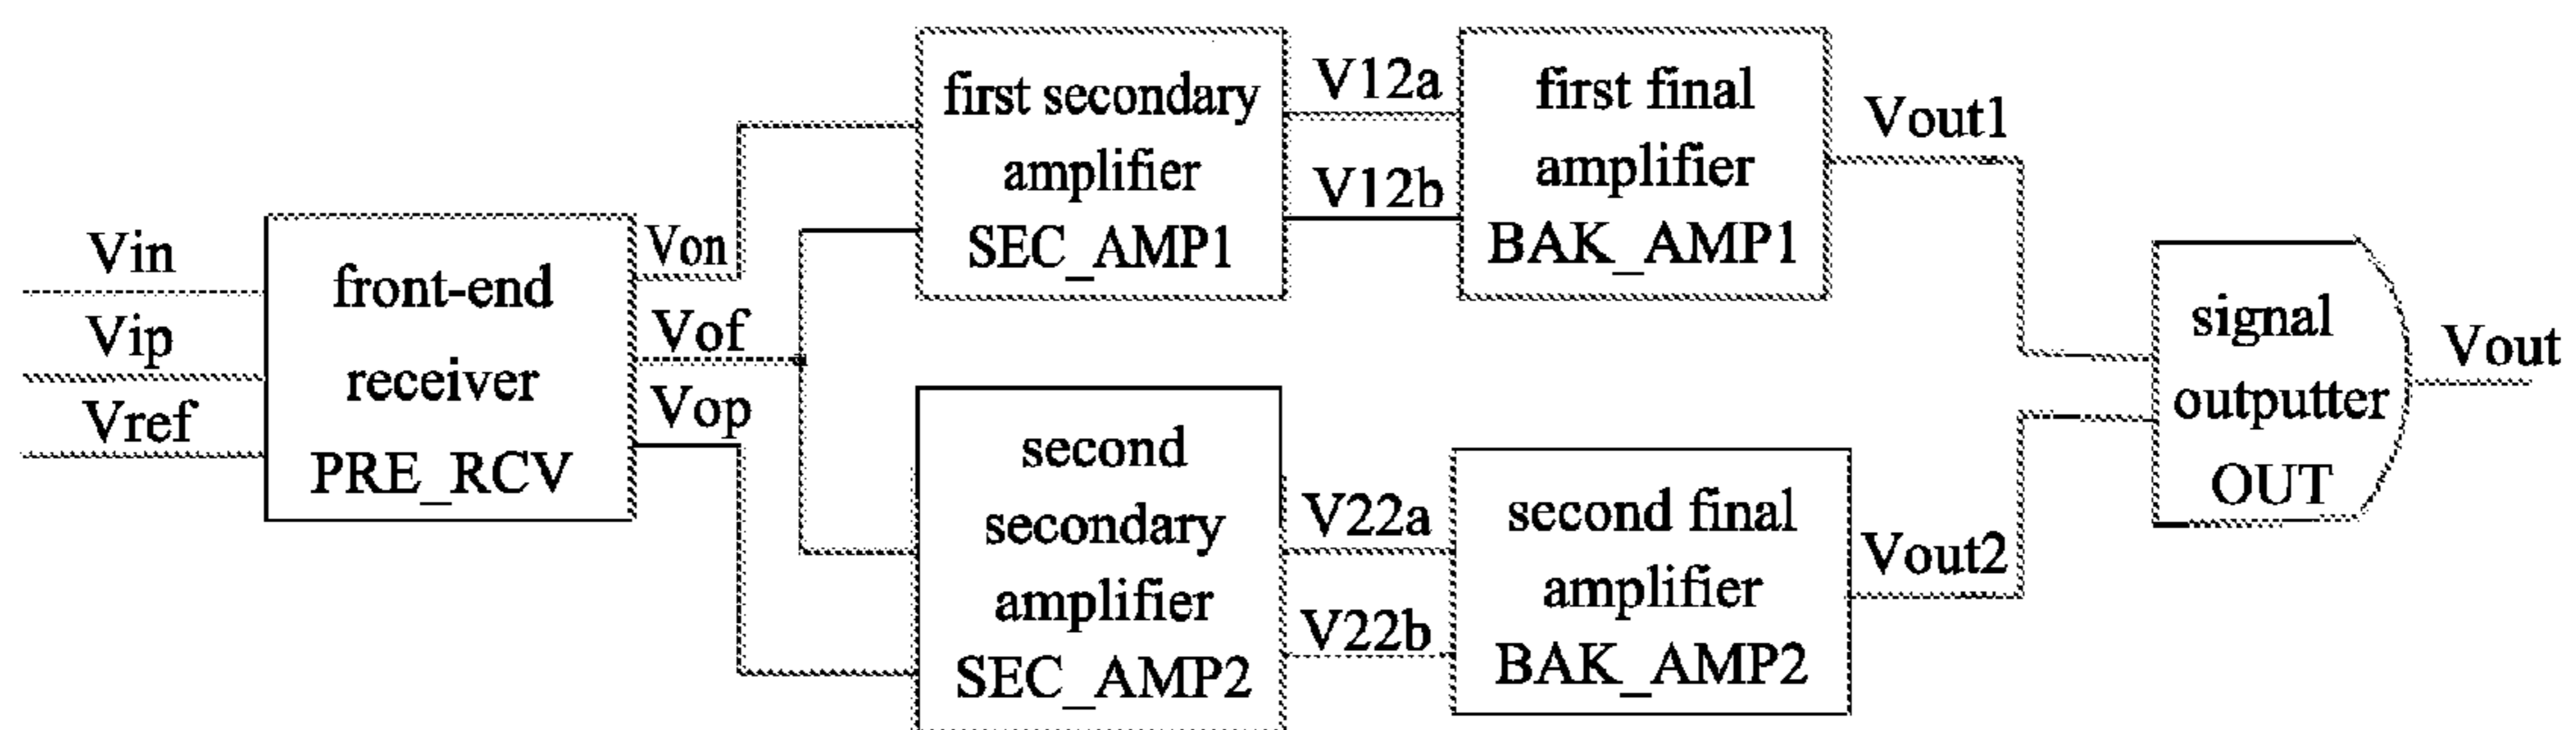 Vin
Vip
Vref
front-end
receiver
PRE_RCV
Von
Vof
Vop
first secondary
amplifier
SEC_AMP1
V12a
V12b
first final
amplifier
BAK_AMP1
Vout1
second
secondary
amplifier
SEC_AMP2
V22a
V22b
second final
amplifier
BAK_AMP2
Vout2
signal
outputter
OUT
Vout